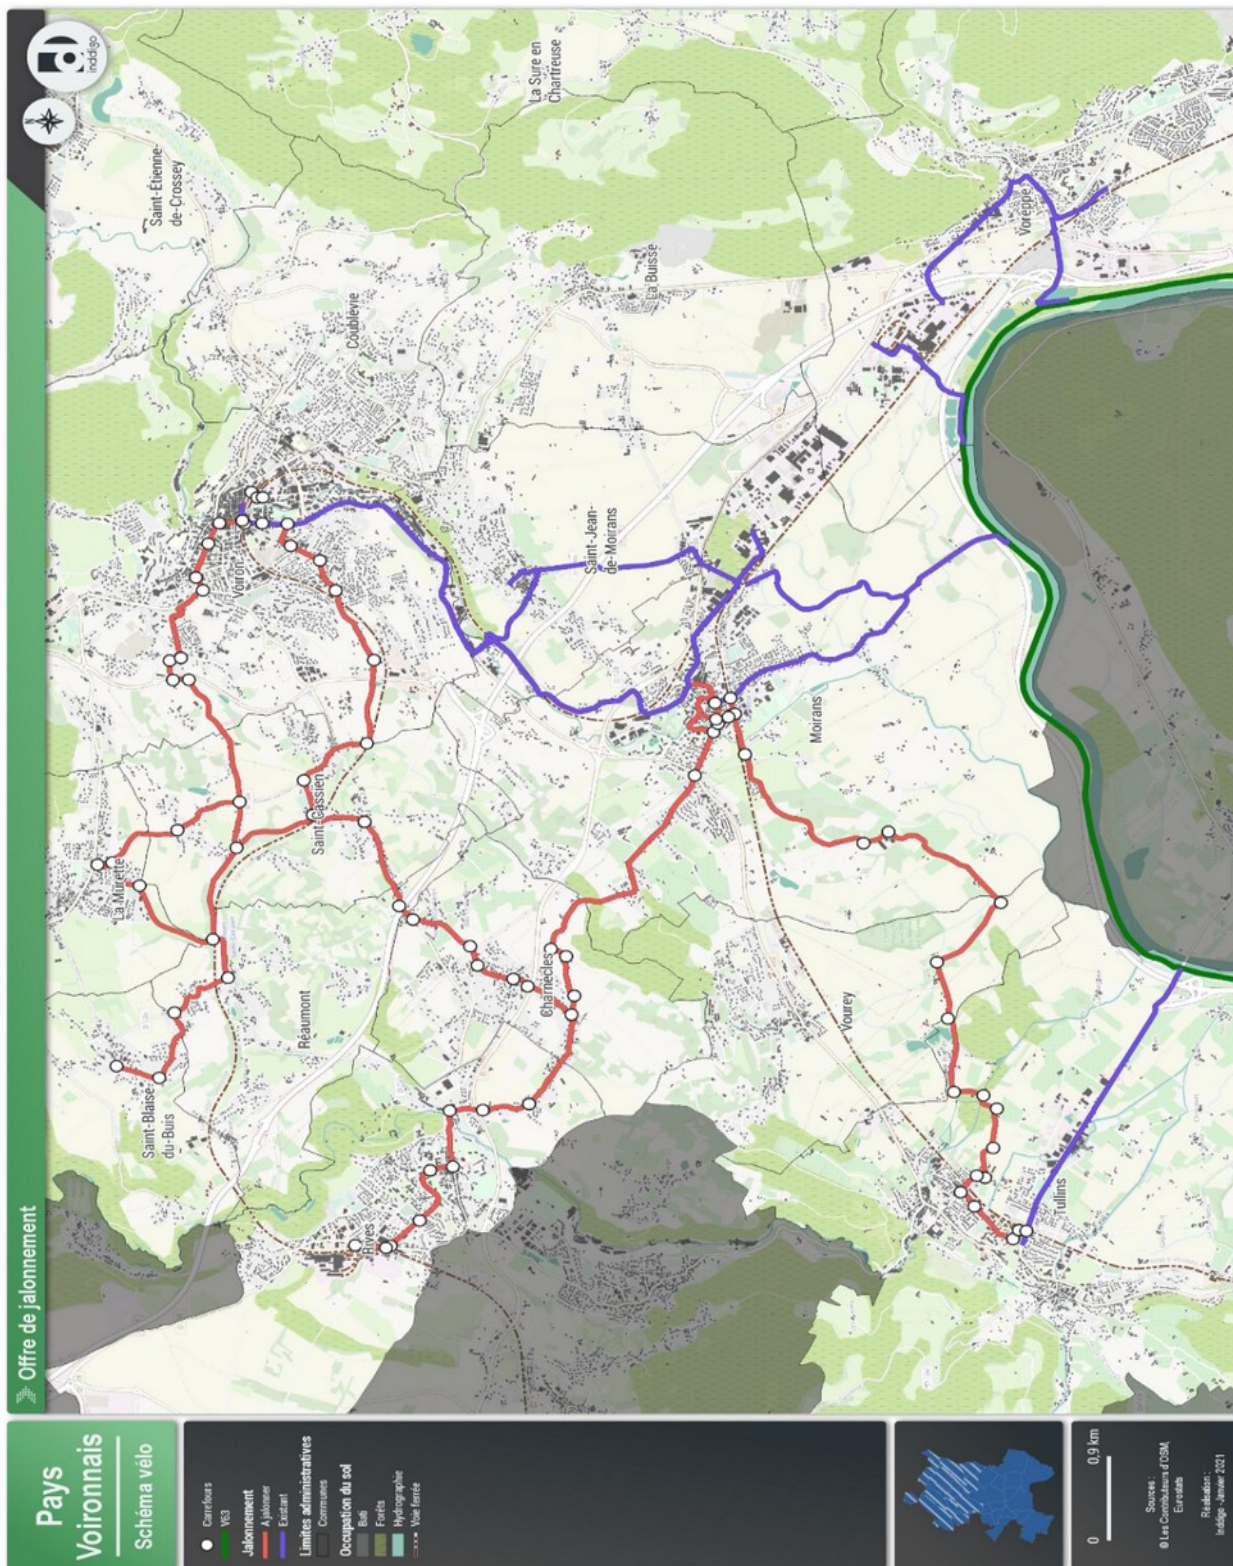 Pays
Voironnais
Schéma vélo
Offre de jalonnement
indigo
N
Carrefours
V63
Jalonnement
A jalonner
Existant
Limites administratives
Communes
Occupation du sol
Bati
Forêts
Hydrographie
Voie ferrée
0
0,9 km
Sources :
© Les Contributeurs d'OSM,
Eurostats
Réalisation :
Inddigo - Janvier 2021
Saint-Blaise-
du-Buis
La Murette
Voiron
Saint-Etienne-
de-Crossey
Réaumont
Saint-Cassien
Coublevie
Rives
Charnècles
Saint-Jean-
de-Moirans
La Buisse
La Sure en
Chartreuse
Vourey
Moirans
Voreppe
Tullins